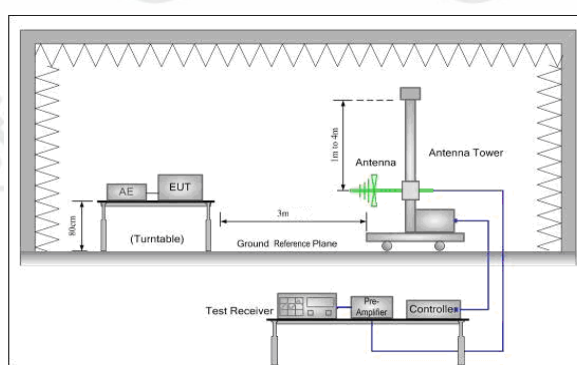 1m to 4m
Antenna
Antenna Tower
AE
EUT
80cm
(Turntable)
3m
Ground Reference Plane
Test Receiver
Pre-
Amplifier
Controller